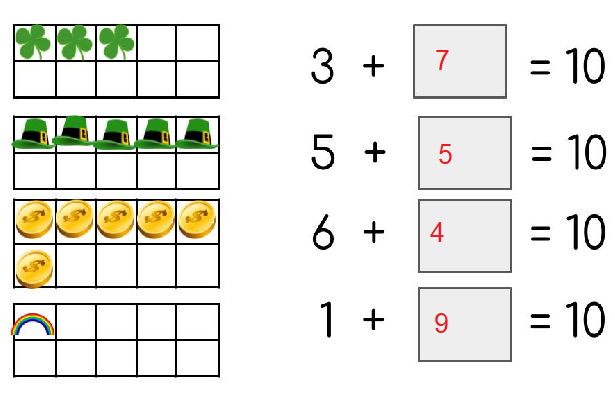 3 + 7 = 10
5 + 5 = 10
6 + 4 = 10
1 + 9 = 10